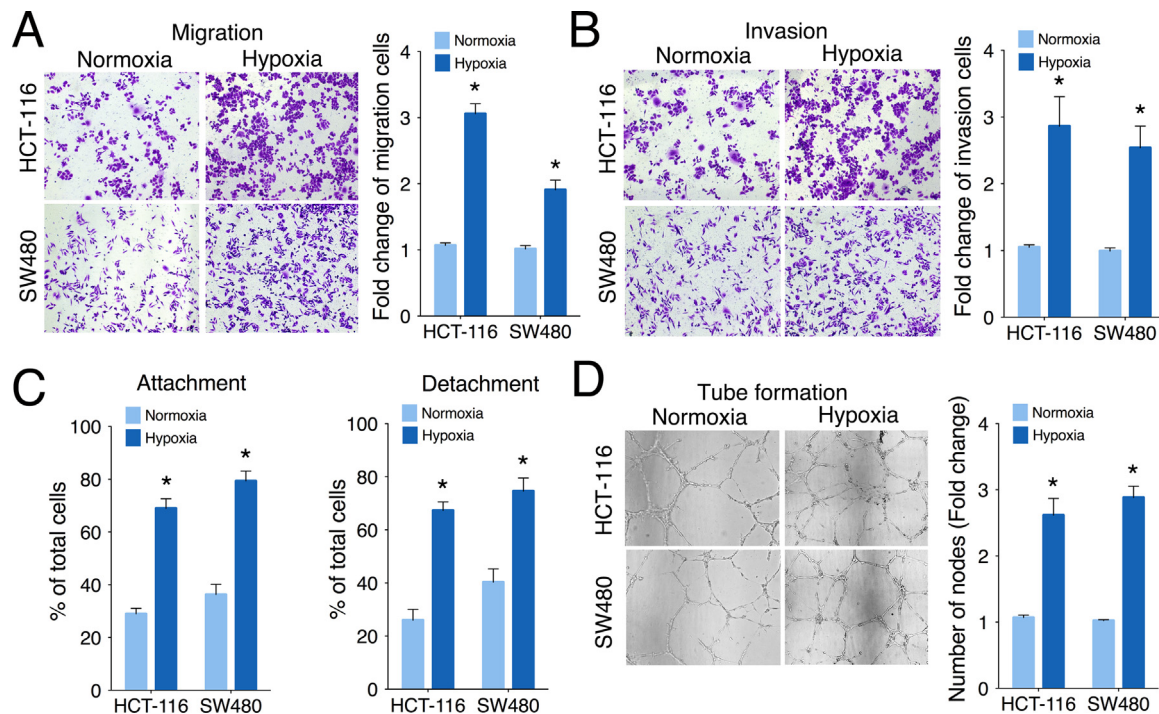 A
Migration
Normoxia Hypoxia
HCT-116
SW480
Fold change of migration cells
Normoxia
Hypoxia
4
3
2
1
0
*
*
HCT-116 SW480
B
Invasion
Normoxia Hypoxia
HCT-116
SW480
Fold change of invasion cells
Normoxia
Hypoxia
4
3
2
1
0
*
*
HCT-116 SW480
C
Attachment
Normoxia
Hypoxia
% of total cells
100
80
60
40
20
0
*
*
HCT-116 SW480
Detachment
Normoxia
Hypoxia
% of total cells
100
80
60
40
20
0
*
*
HCT-116 SW480
D
Tube formation
Normoxia Hypoxia
HCT-116
SW480
Number of nodes (Fold change)
Normoxia
Hypoxia
4
3
2
1
0
*
*
HCT-116 SW480